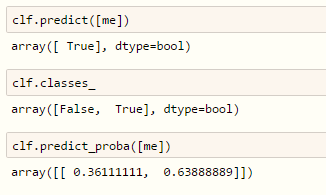 clf.predict([me])
array([ True], dtype=bool)
clf.classes_
array([False,  True], dtype=bool)
clf.predict_proba([me])
array([[ 0.36111111,  0.63888889]])